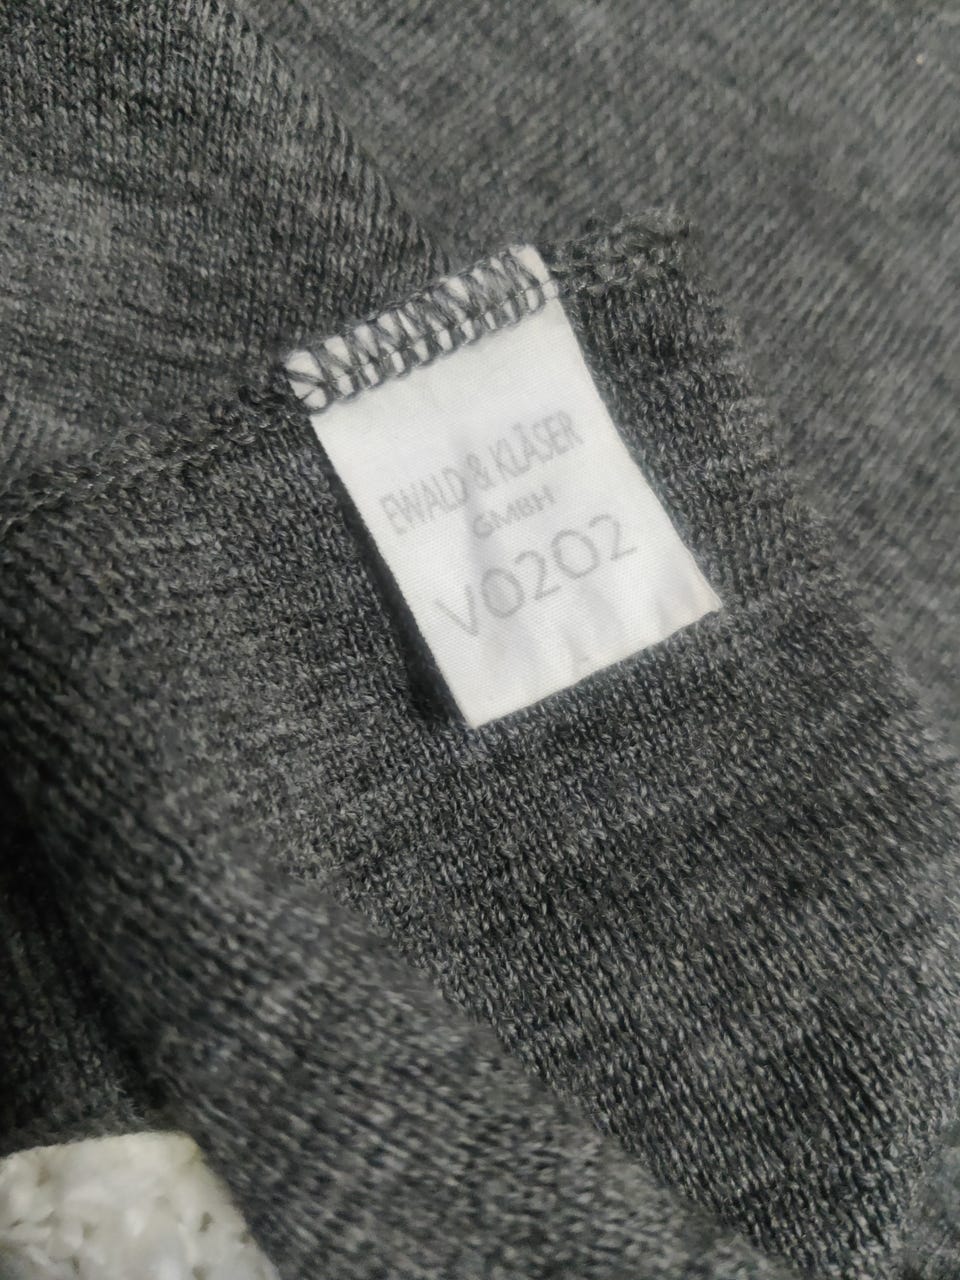 EWALD & KLÄSER
GMBH
V0202